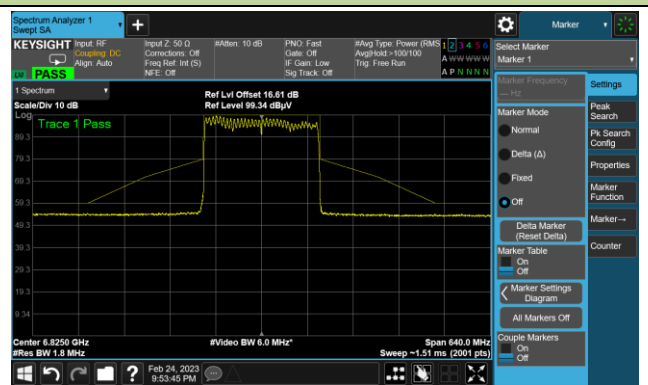 Spectrum Analyzer 1
Swept SA
+
Marker
KEYSIGHT
Input: RF
Coupling: DC
Align: Auto
Input Z: 50 Ω
Corrections: Off
Freq Ref: Int (S)
NFE: Off
#Atten: 10 dB
PNO: Fast
Gate: Off
IF Gain: Low
Sig Track: Off
#Avg Type: Power (RMS
Avg|Hold:>100/100
Trig: Free Run
1 2 3 4 5 6
A W W W W W
A P N N N N
PASS
Select Marker
Marker 1
1 Spectrum
Scale/Div 10 dB
Ref Lvl Offset 16.61 dB
Ref Level 99.34 dBµV
Log
Trace 1 Pass
89.3
79.3
69.3
59.3
49.3
39.3
29.3
19.3
9.34
Center 6.8250 GHz
#Res BW 1.8 MHz
#Video BW 6.0 MHz*
Span 640.0 MHz
Sweep ~1.51 ms (2001 pts)
Marker Frequency
--- Hz
Marker Mode
Normal
Delta (Δ)
Fixed
Off
Delta Marker
(Reset Delta)
Marker Table
On
Off
Marker Settings
Diagram
All Markers Off
Couple Markers
On
Off
Settings
Peak
Search
Pk Search
Config
Properties
Marker
Function
Marker→
Counter
?
Feb 24, 2023
9:53:45 PM